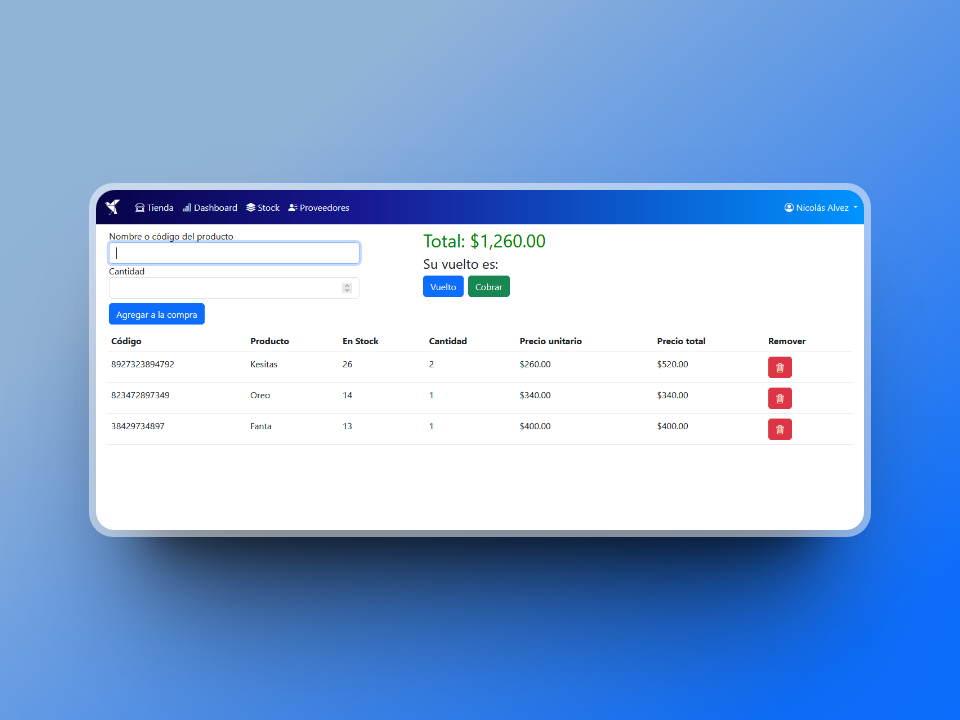 Tienda Dashboard Stock Proveedores Nicolás Alvez
Nombre o código del producto
Cantidad
Agregar a la compra
Total: $1,260.00
Su vuelto es:
Vuelto Cobrar
Código Producto En Stock Cantidad Precio unitario Precio total Remover
8927323894792 Kesitas 26 2 $260.00 $520.00
823472897349 Oreo 14 1 $340.00 $340.00
38429734897 Fanta 13 1 $400.00 $400.00